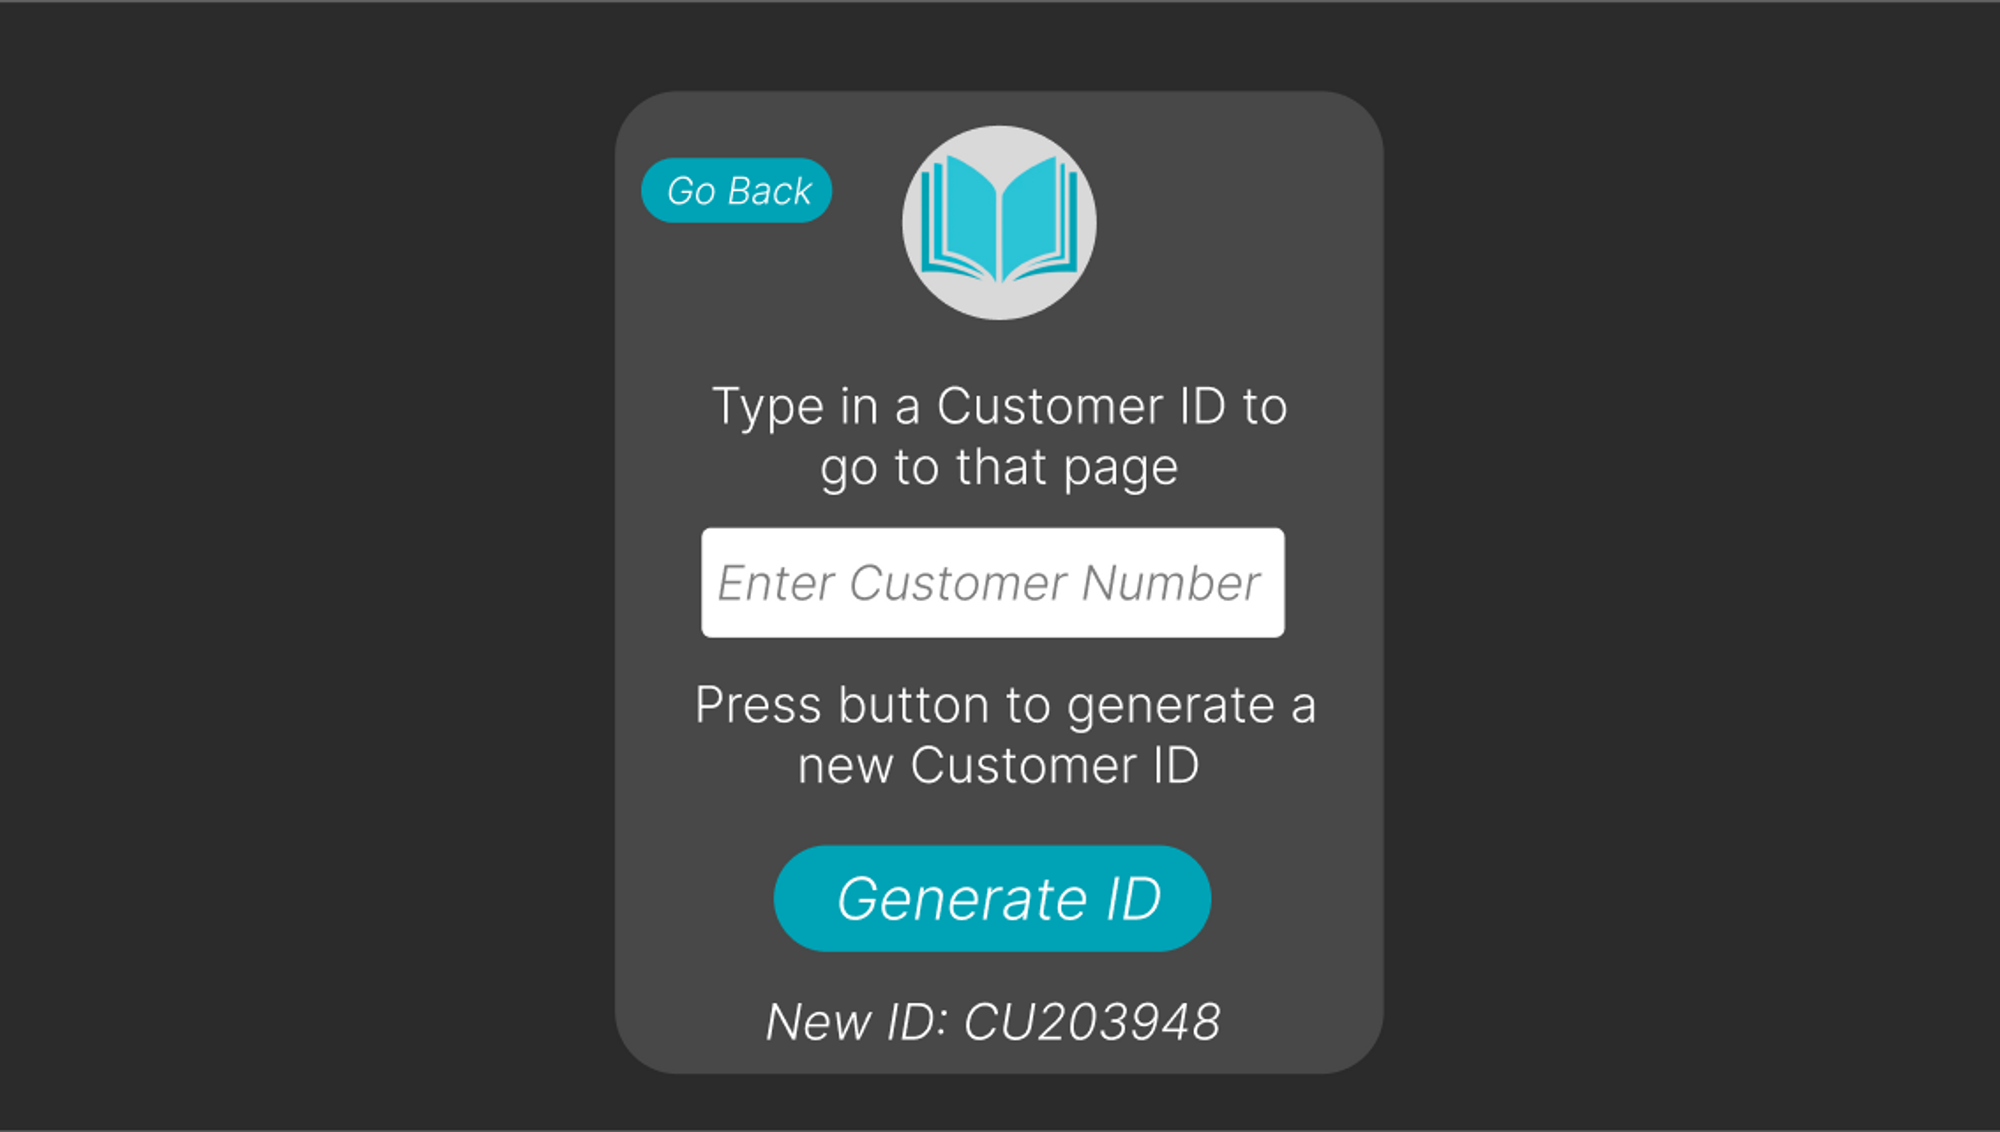 Go Back
Type in a Customer ID to
go to that page
Enter Customer Number
Press button to generate a
new Customer ID
Generate ID
New ID: CU203948